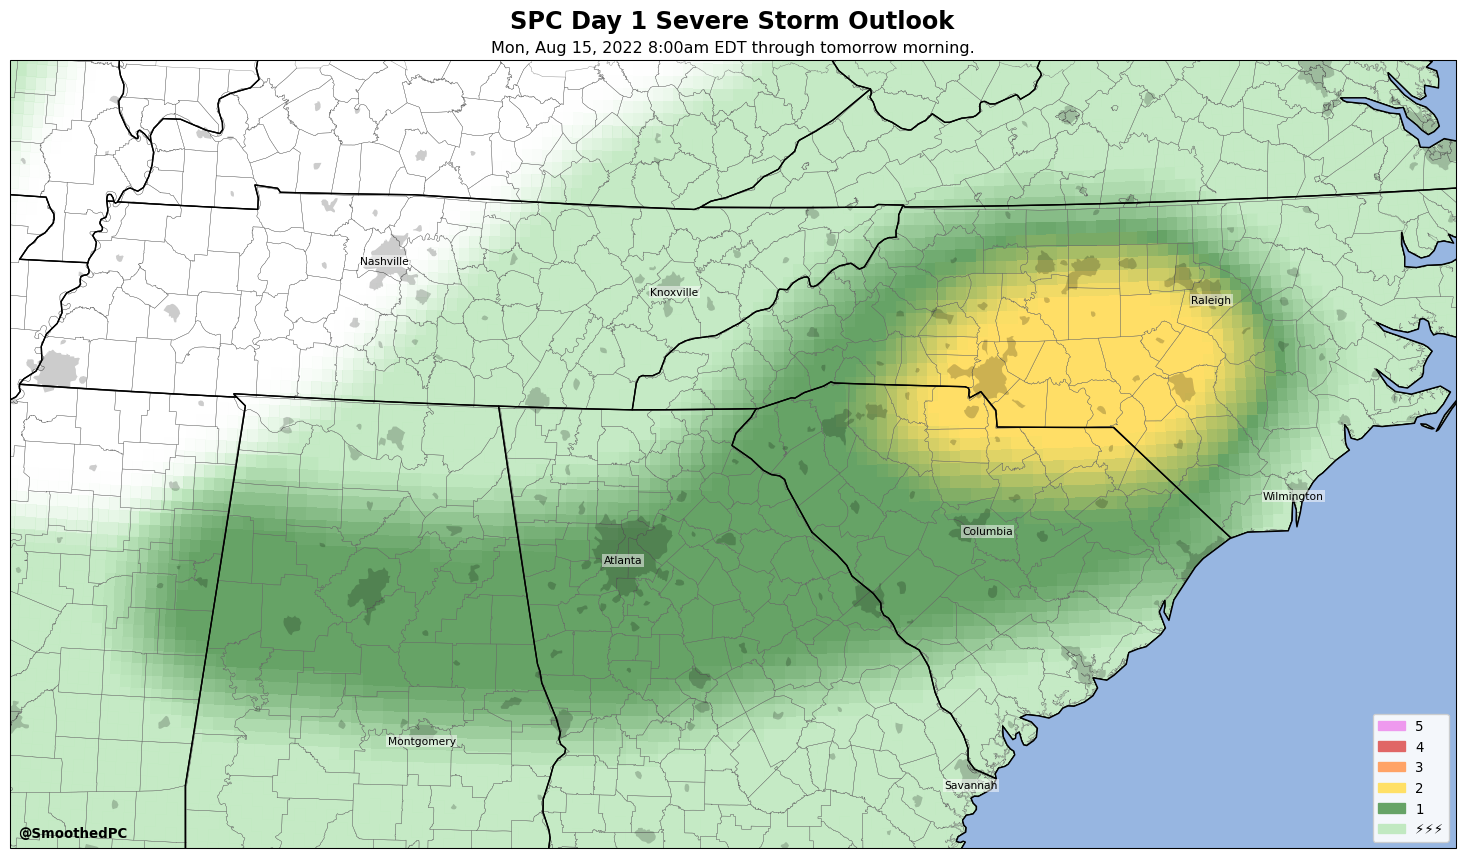 SPC Day 1 Severe Storm Outlook
Mon, Aug 15, 2022 8:00am EDT through tomorrow morning.
Nashville
Knoxville
Raleigh
Wilmington
Columbia
Atlanta
Montgomery
Savannah
5
4
3
2
1
⚡⚡⚡
@SmoothedPC